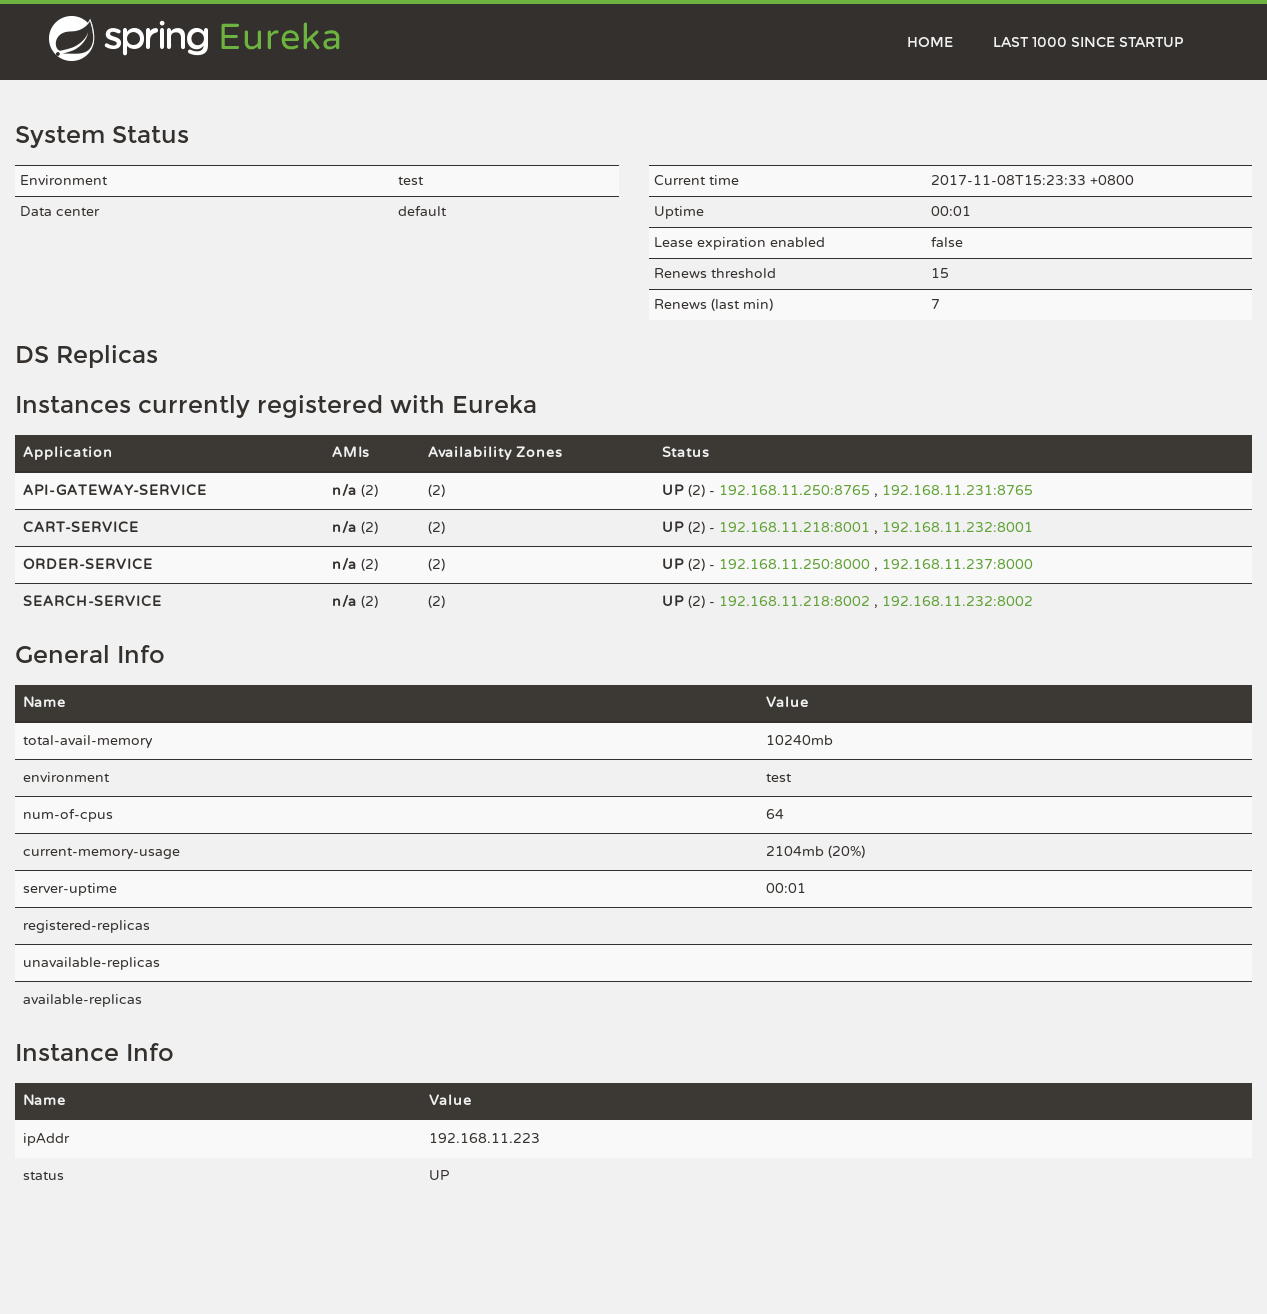 spring Eureka HOME LAST 1000 SINCE STARTUP
System Status
Environment test
Data center default
Current time 2017-11-08T15:23:33 +0800
Uptime 00:01
Lease expiration enabled false
Renews threshold 15
Renews (last min) 7
DS Replicas
Instances currently registered with Eureka
Application AMIs Availability Zones Status
API-GATEWAY-SERVICE n/a (2) (2) UP (2) - 192.168.11.250:8765 , 192.168.11.231:8765
CART-SERVICE n/a (2) (2) UP (2) - 192.168.11.218:8001 , 192.168.11.232:8001
ORDER-SERVICE n/a (2) (2) UP (2) - 192.168.11.250:8000 , 192.168.11.237:8000
SEARCH-SERVICE n/a (2) (2) UP (2) - 192.168.11.218:8002 , 192.168.11.232:8002
General Info
Name Value
total-avail-memory 10240mb
environment test
num-of-cpus 64
current-memory-usage 2104mb (20%)
server-uptime 00:01
registered-replicas
unavailable-replicas
available-replicas
Instance Info
Name Value
ipAddr 192.168.11.223
status UP